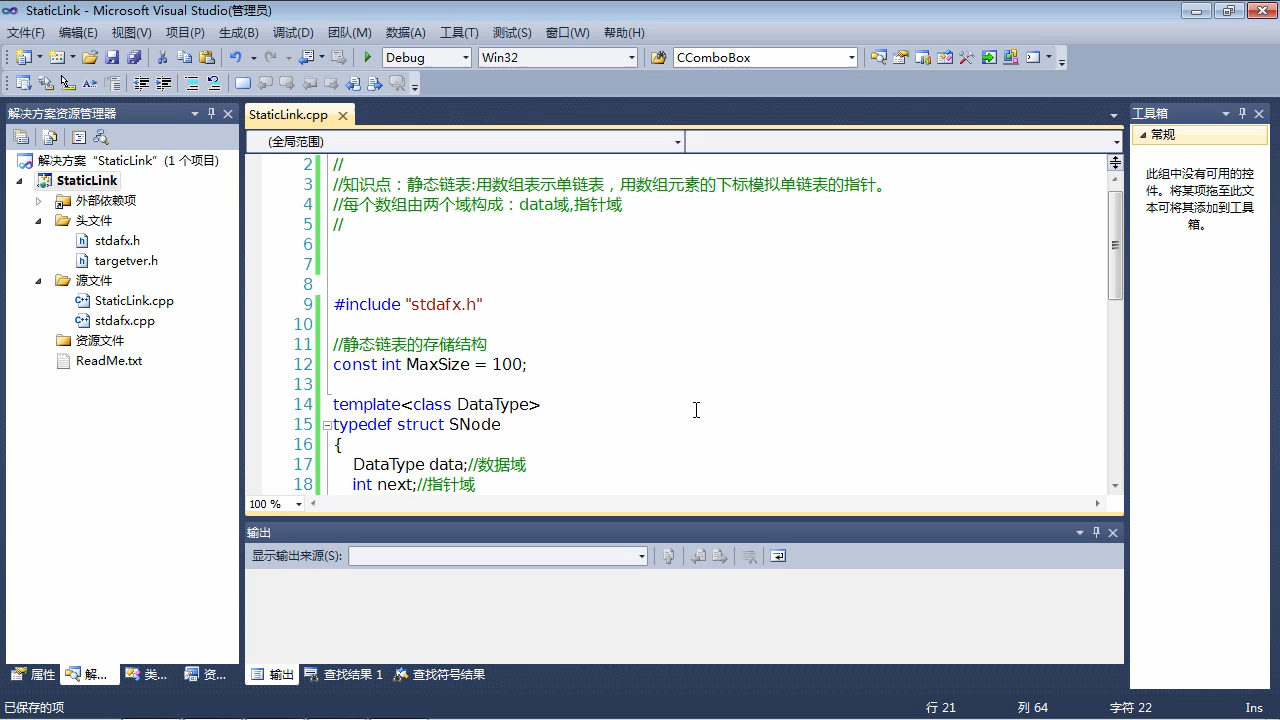 StaticLink - Microsoft Visual Studio(管理员)
文件(F) 编辑(E) 视图(V) 项目(P) 生成(B) 调试(D) 团队(M) 数据(A) 工具(T) 测试(S) 窗口(W) 帮助(H)
Debug Win32 CComboBox
解决方案资源管理器
解决方案“StaticLink”(1 个项目)
StaticLink
外部依赖项
头文件
stdafx.h
targetver.h
源文件
StaticLink.cpp
stdafx.cpp
资源文件
ReadMe.txt
属性 解... 类... 资...
StaticLink.cpp
(全局范围)
2 //
3 //知识点：静态链表:用数组表示单链表，用数组元素的下标模拟单链表的指针。
4 //每个数组由两个域构成：data域,指针域
5 //
6
7
8
9 #include "stdafx.h"
10
11 //静态链表的存储结构
12 const int MaxSize = 100;
13
14 template<class DataType>
15 typedef struct SNode
16 {
17 DataType data;//数据域
18 int next;//指针域
100 %
输出
显示输出来源(S):
输出 查找结果 1 查找符号结果
工具箱
常规
此组中没有可用的控
件。将某项拖至此文
本可将其添加到工具
箱。
已保存的项 行 21 列 64 字符 22 Ins